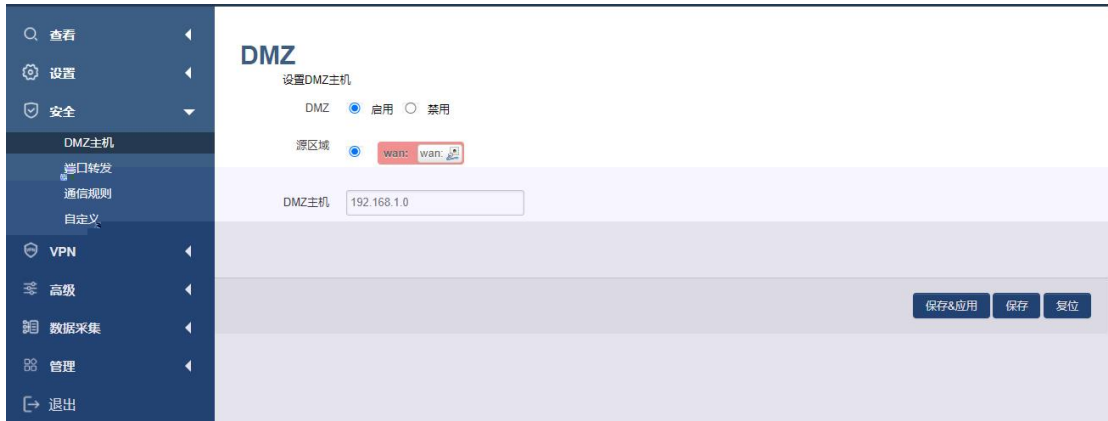 查看
设置
安全
DMZ主机
端口转发
通信规则
自定义
VPN
高级
数据采集
管理
退出
DMZ
设置DMZ主机
DMZ 启用 禁用
源区域 wan: wan:
DMZ主机 192.168.1.0
保存&应用 保存 复位